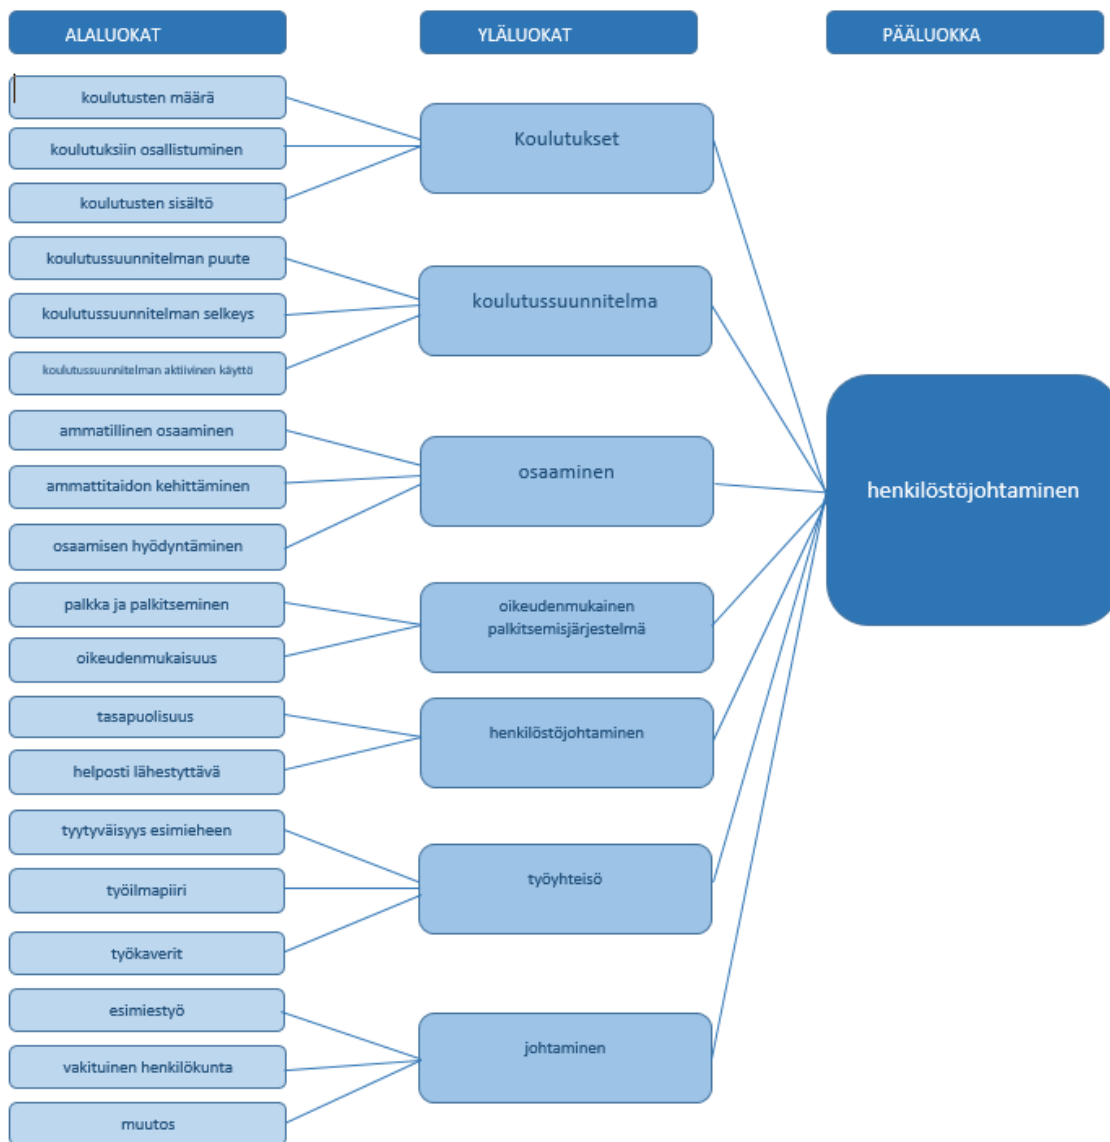 ALALUOKAT
YLÄLUOKAT
PÄÄLUOKKA
koulutusten määrä
koulutuksiin osallistuminen
koulutusten sisältö
Koulutukset
koulutussuunnitelman puute
koulutussuunnitelman selkeys
koulutussuunnitelman aktiivinen käyttö
koulutussuunnitelma
ammatillinen osaaminen
ammattitaidon kehittäminen
osaamisen hyödyntäminen
osaaminen
palkka ja palkitseminen
oikeudenmukaisuus
oikeudenmukainen
palkitsemisjärjestelmä
tasapuolisuus
helposti lähestyttävä
henkilöstöjohtaminen
tyytyväisyys esimieheen
työilmapiiri
työkaverit
työyhteisö
esimiestyö
vakituinen henkilökunta
muutos
johtaminen
henkilöstöjohtaminen